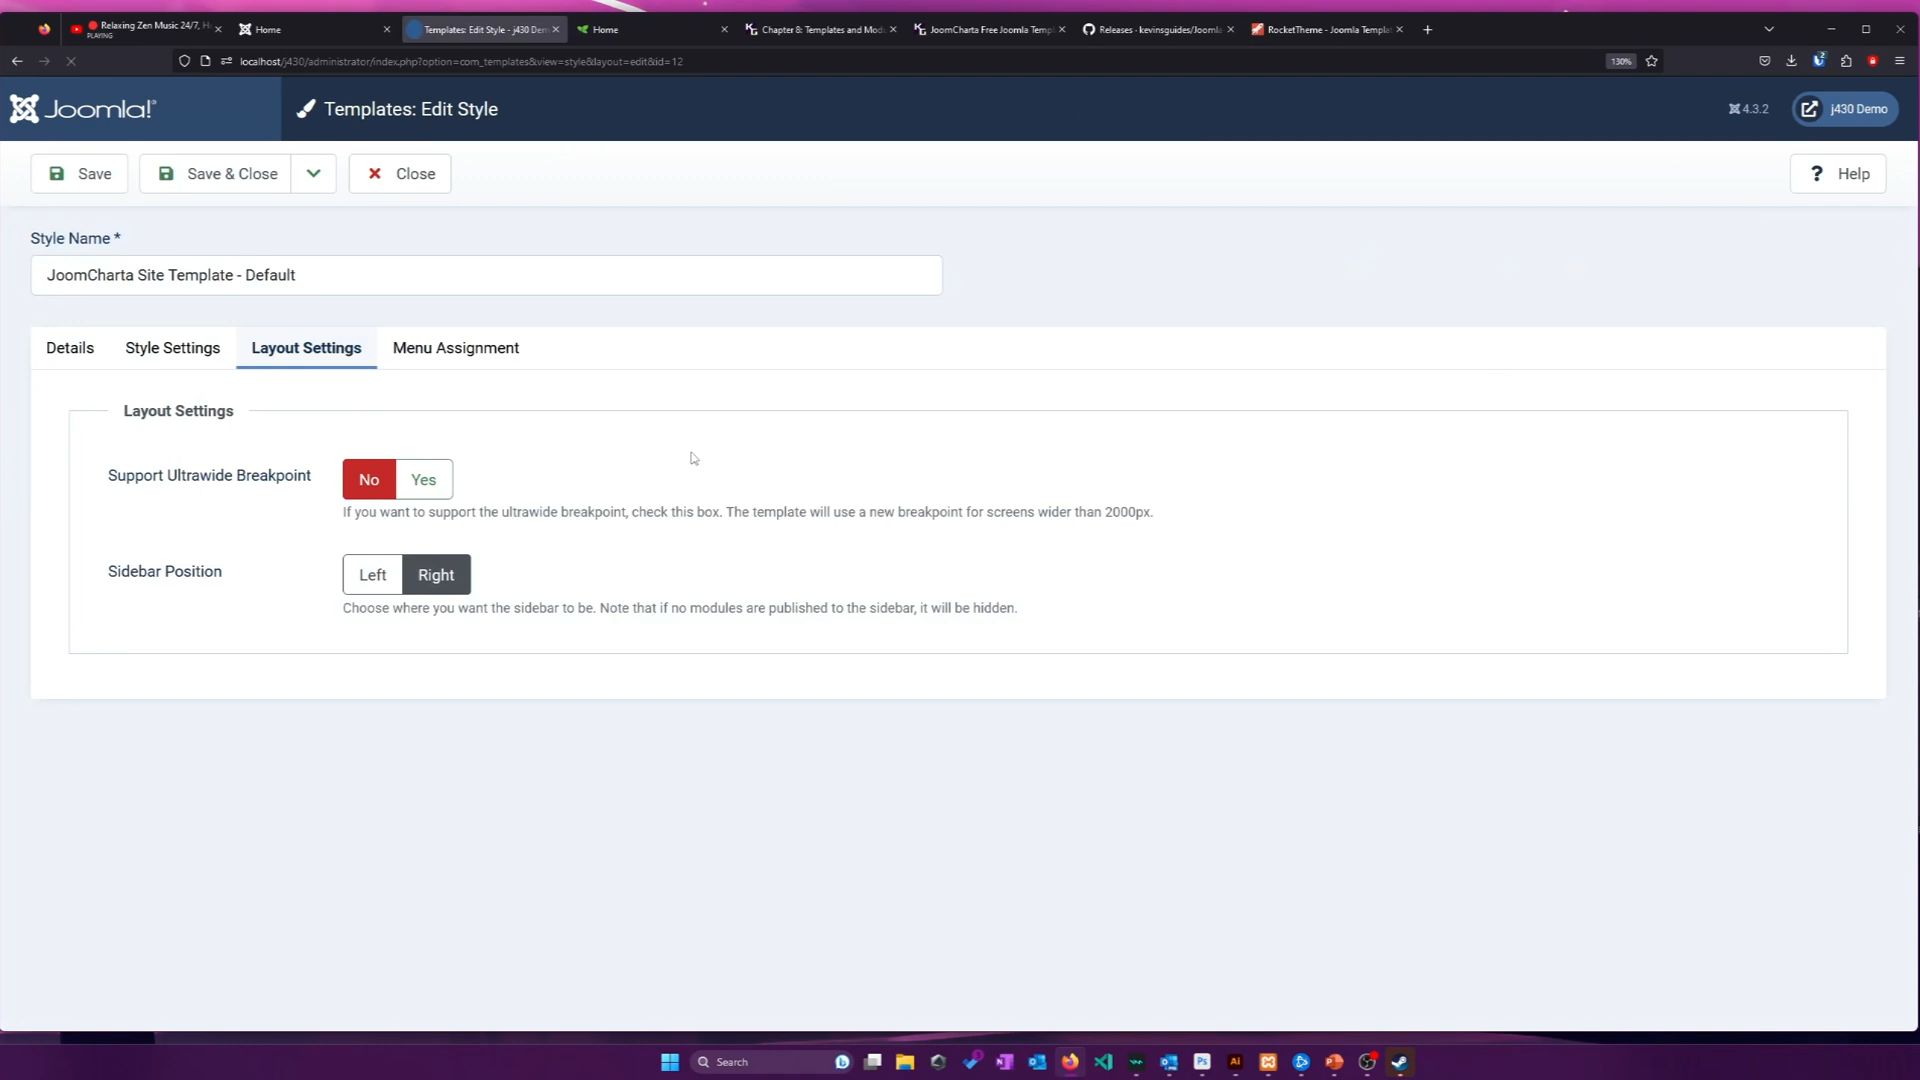 Relaxing Zen Music 24/7, H
PLAYING
Home
Templates: Edit Style - j430 Dem
Home
Chapter 8: Templates and Mod
JoomCharta Free Joomla Temp
Releases · kevinsguides/Joomla
RocketTheme - Joomla Templat
localhost/j430/administrator/index.php?option=com_templates&view=style&layout=edit&id=12
130%
Joomla!
Templates: Edit Style
4.3.2
j430 Demo
Save
Save & Close
Close
? Help
Style Name *
JoomCharta Site Template - Default
Details
Style Settings
Layout Settings
Menu Assignment
Layout Settings
Support Ultrawide Breakpoint
No
Yes
If you want to support the ultrawide breakpoint, check this box. The template will use a new breakpoint for screens wider than 2000px.
Sidebar Position
Left
Right
Choose where you want the sidebar to be. Note that if no modules are published to the sidebar, it will be hidden.
Search